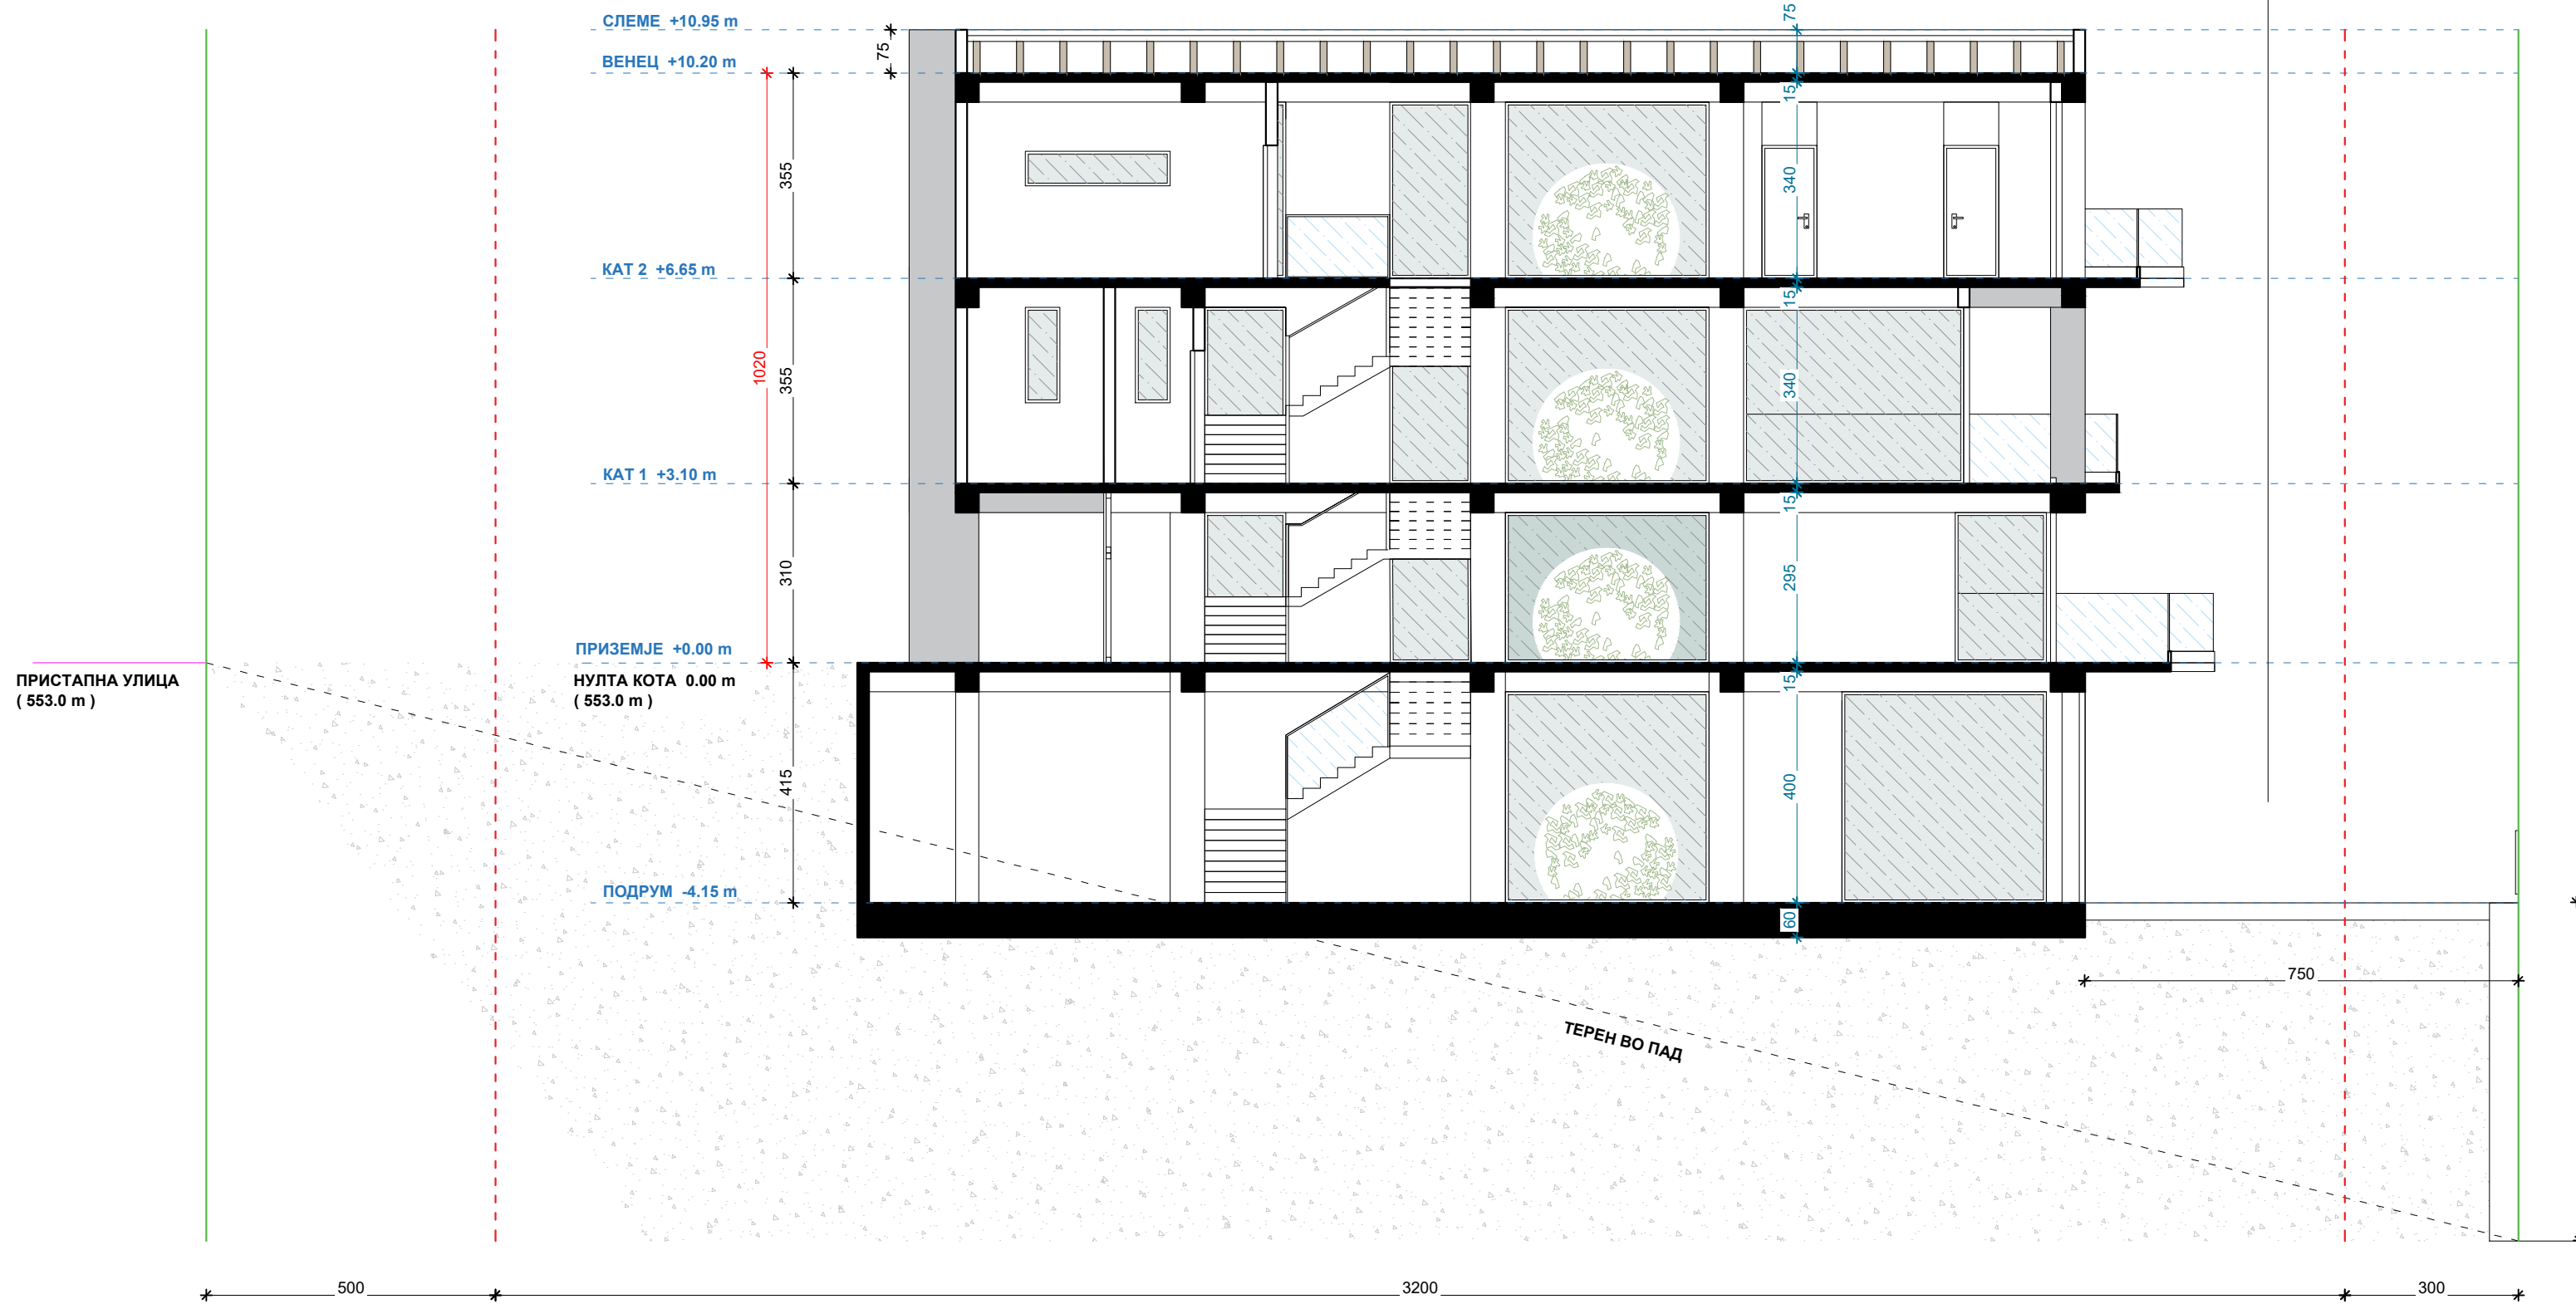 СЛЕМЕ +10.95 m
75
75
ВЕНЕЦ +10.20 m
15
355
340
КАТ 2 +6.65 m
15
1020
355
340
КАТ 1 +3.10 m
15
310
295
ПРИЗЕМЈЕ +0.00 m
ПРИСТАПНА УЛИЦА
( 553.0 m )
НУЛТА КОТА 0.00 m
( 553.0 m )
15
415
400
ПОДРУМ -4.15 m
60
750
ТЕРЕН ВО ПАД
500
3200
300